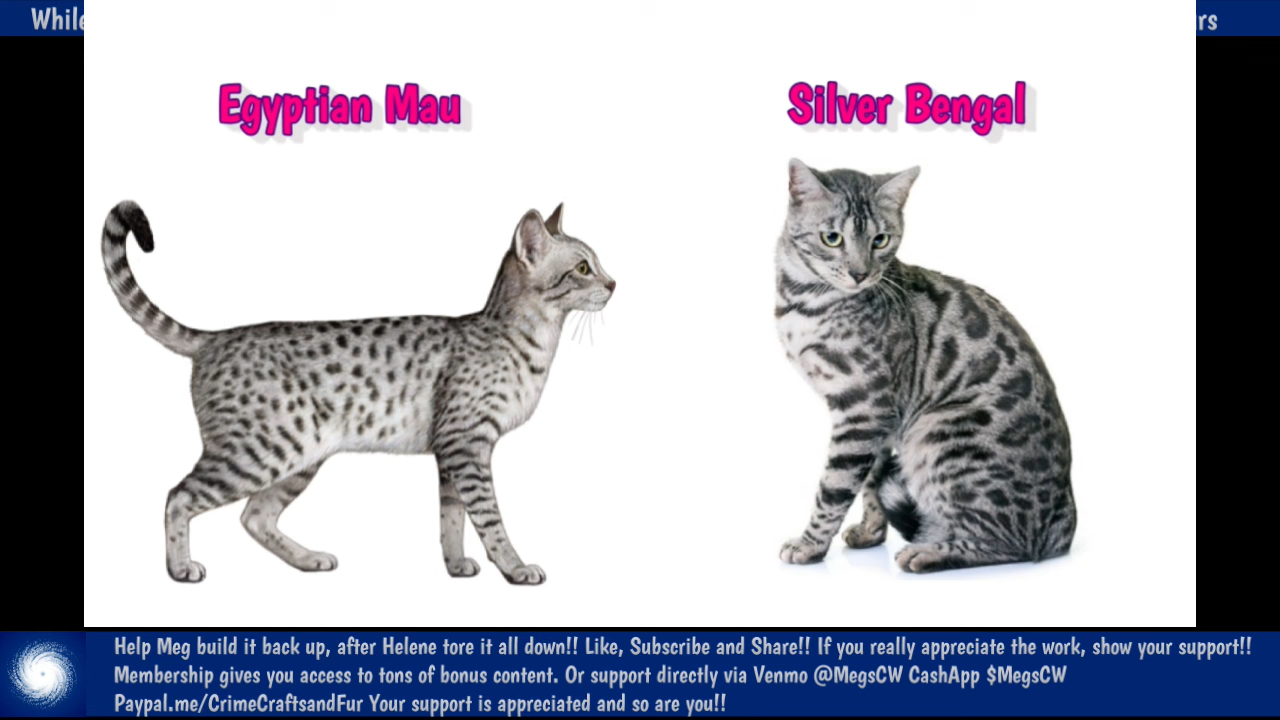 While
rs
Egyptian Mau
Silver Bengal
Help Meg build it back up, after Helene tore it all down!! Like, Subscribe and Share!! If you really appreciate the work, show your support!!
Membership gives you access to tons of bonus content. Or support directly via Venmo @MegsCW CashApp $MegsCW
Paypal.me/CrimeCraftsandFur Your support is appreciated and so are you!!